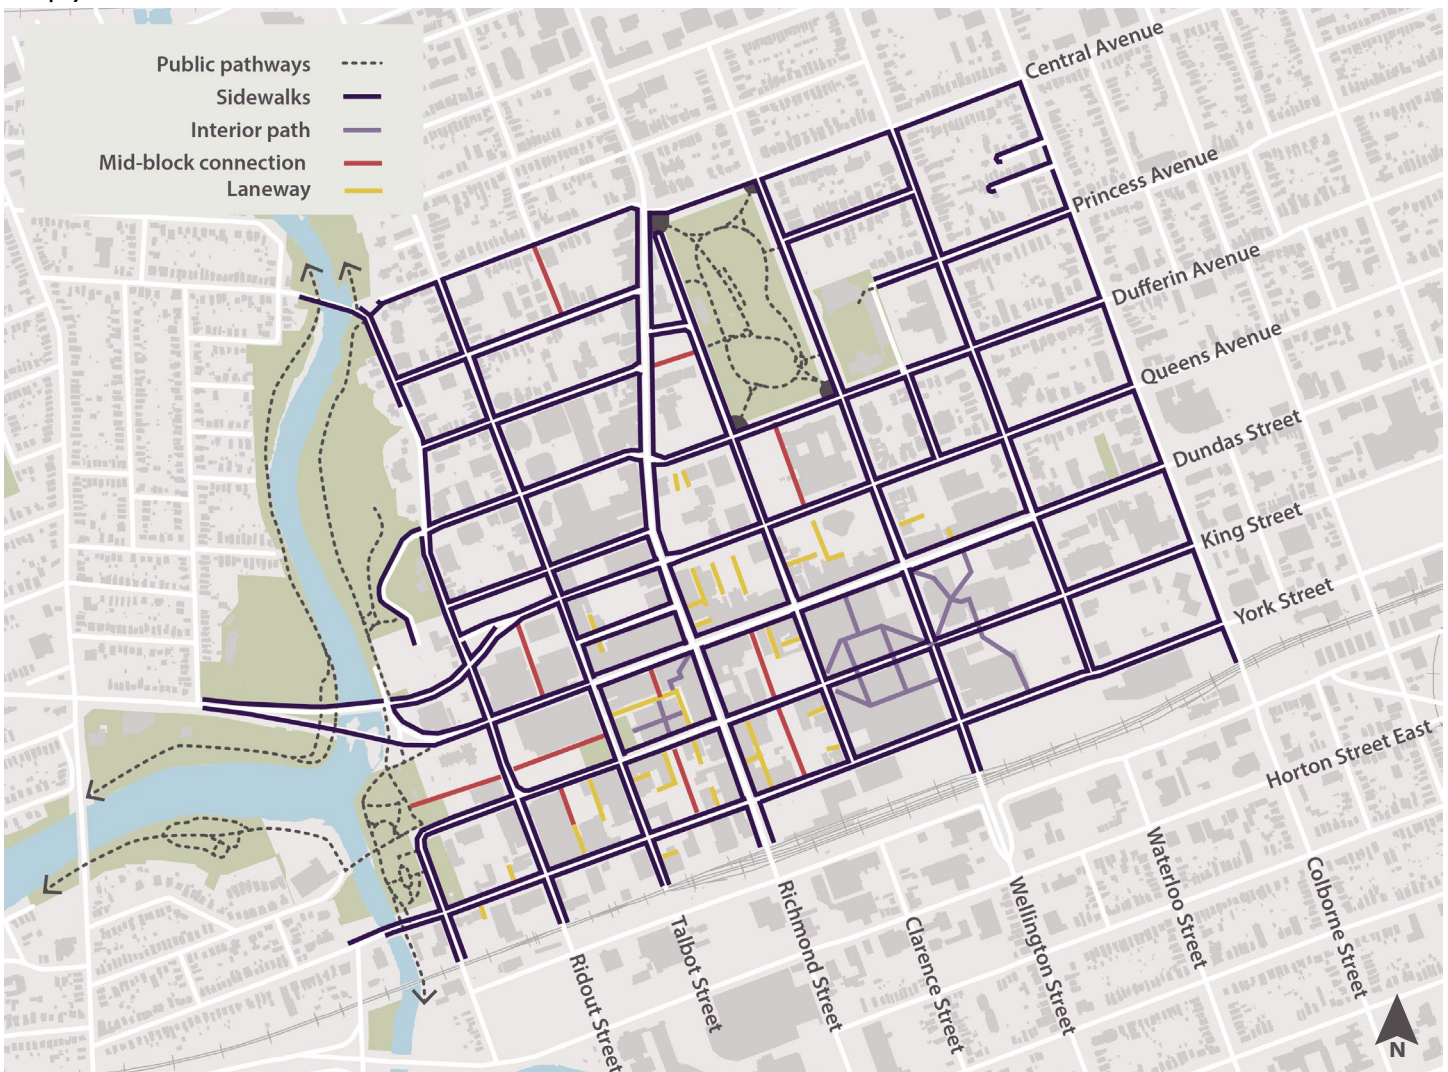 Public pathways
Sidewalks
Interior path
Mid-block connection
Laneway
Central Avenue
Princess Avenue
Dufferin Avenue
Queens Avenue
Dundas Street
King Street
York Street
Horton Street East
Ridout Street
Talbot Street
Richmond Street
Clarence Street
Wellington Street
Waterloo Street
Colborne Street
N